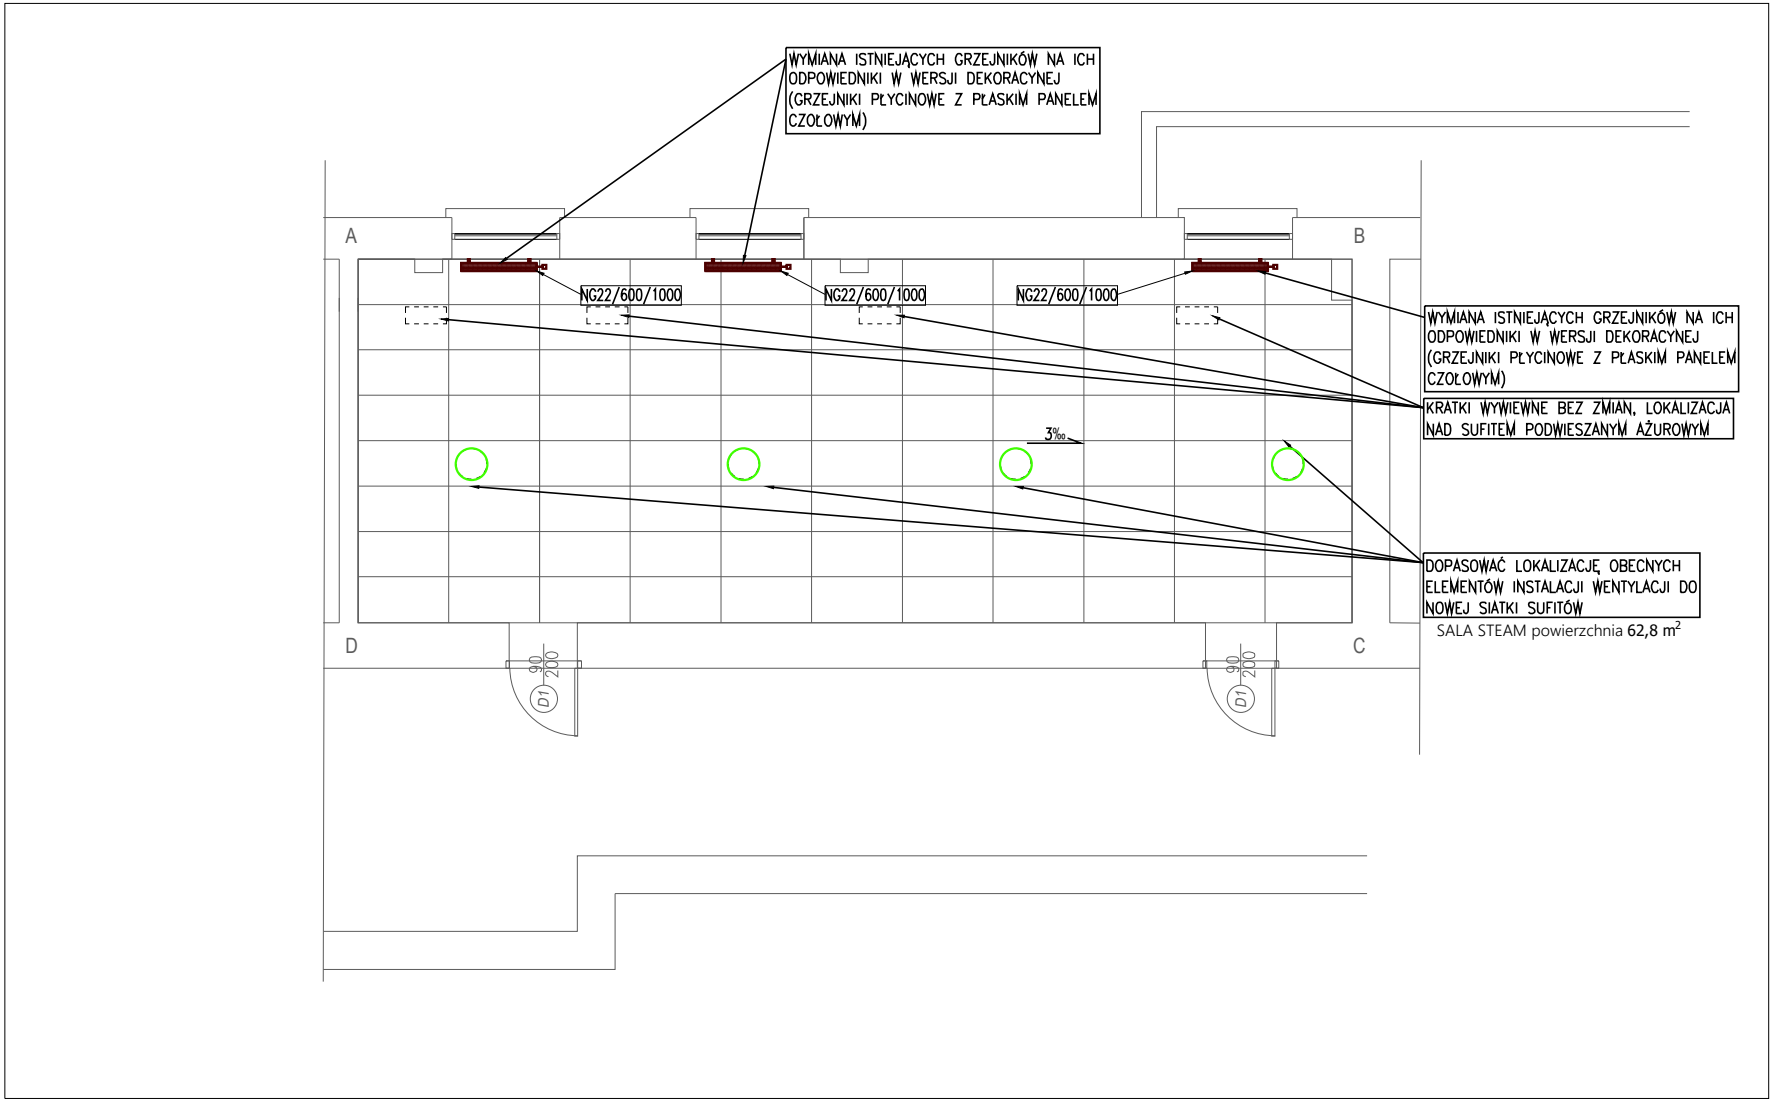 WYMIANA ISTNIEJĄCYCH GRZEJNIKÓW NA ICH
ODPOWIEDNIKI W WERSJI DEKORACYNEJ
(GRZEJNIKI PŁYCINOWE Z PŁASKIM PANELEM
CZOŁOWYM)
A
B
NG22/600/1000
NG22/600/1000
NG22/600/1000
WYMIANA ISTNIEJĄCYCH GRZEJNIKÓW NA ICH
ODPOWIEDNIKI W WERSJI DEKORACYNEJ
(GRZEJNIKI PŁYCINOWE Z PŁASKIM PANELEM
CZOŁOWYM)
KRATKI WYWIEWNE BEZ ZMIAN, LOKALIZACJA
NAD SUFITEM PODWIESZANYM AŻUROWYM
3‰
DOPASOWAĆ LOKALIZACJĘ OBECNYCH
ELEMENTÓW INSTALACJI WENTYLACJI DO
NOWEJ SIATKI SUFITÓW
SALA STEAM powierzchnia 62,8 m²
D
C
90
200
D1
90
200
D1